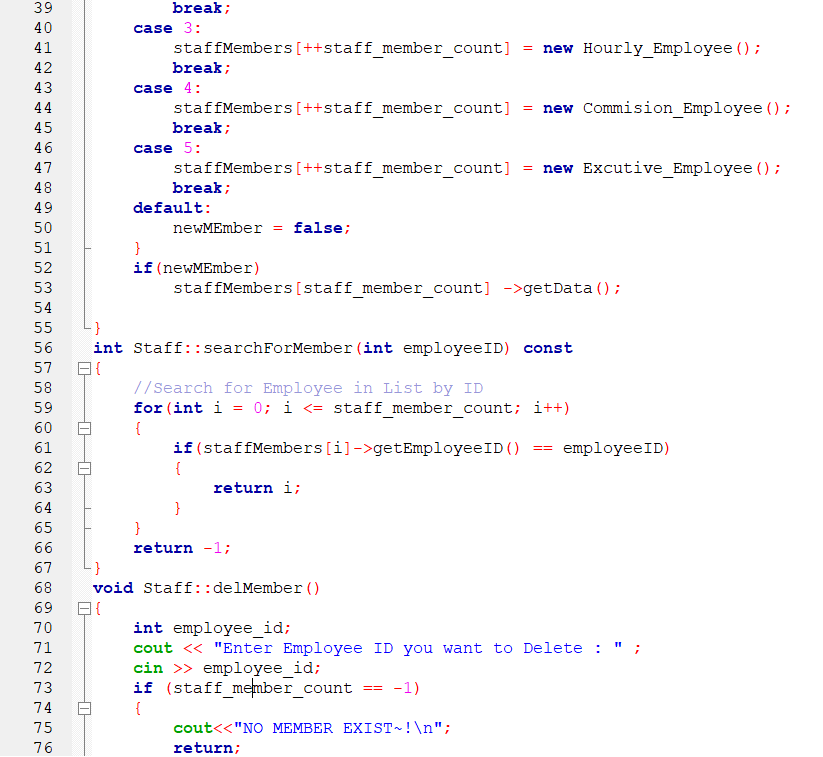 39 break;
40 case 3:
41 staffMembers[++staff_member_count] = new Hourly_Employee();
42 break;
43 case 4:
44 staffMembers[++staff_member_count] = new Commision_Employee();
45 break;
46 case 5:
47 staffMembers[++staff_member_count] = new Excutive_Employee();
48 break;
49 default:
50 newMEmber = false;
51 }
52 if(newMEmber)
53 staffMembers[staff_member_count] ->getData();
54
55 }
56 int Staff::searchForMember(int employeeID) const
57 {
58 //Search for Employee in List by ID
59 for(int i = 0; i <= staff_member_count; i++)
60 {
61 if(staffMembers[i]->getEmployeeID() == employeeID)
62 {
63 return i;
64 }
65 }
66 return -1;
67 }
68 void Staff::delMember()
69 {
70 int employee_id;
71 cout << "Enter Employee ID you want to Delete : " ;
72 cin >> employee_id;
73 if (staff_member_count == -1)
74 {
75 cout<<"NO MEMBER EXIST~!\n";
76 return;